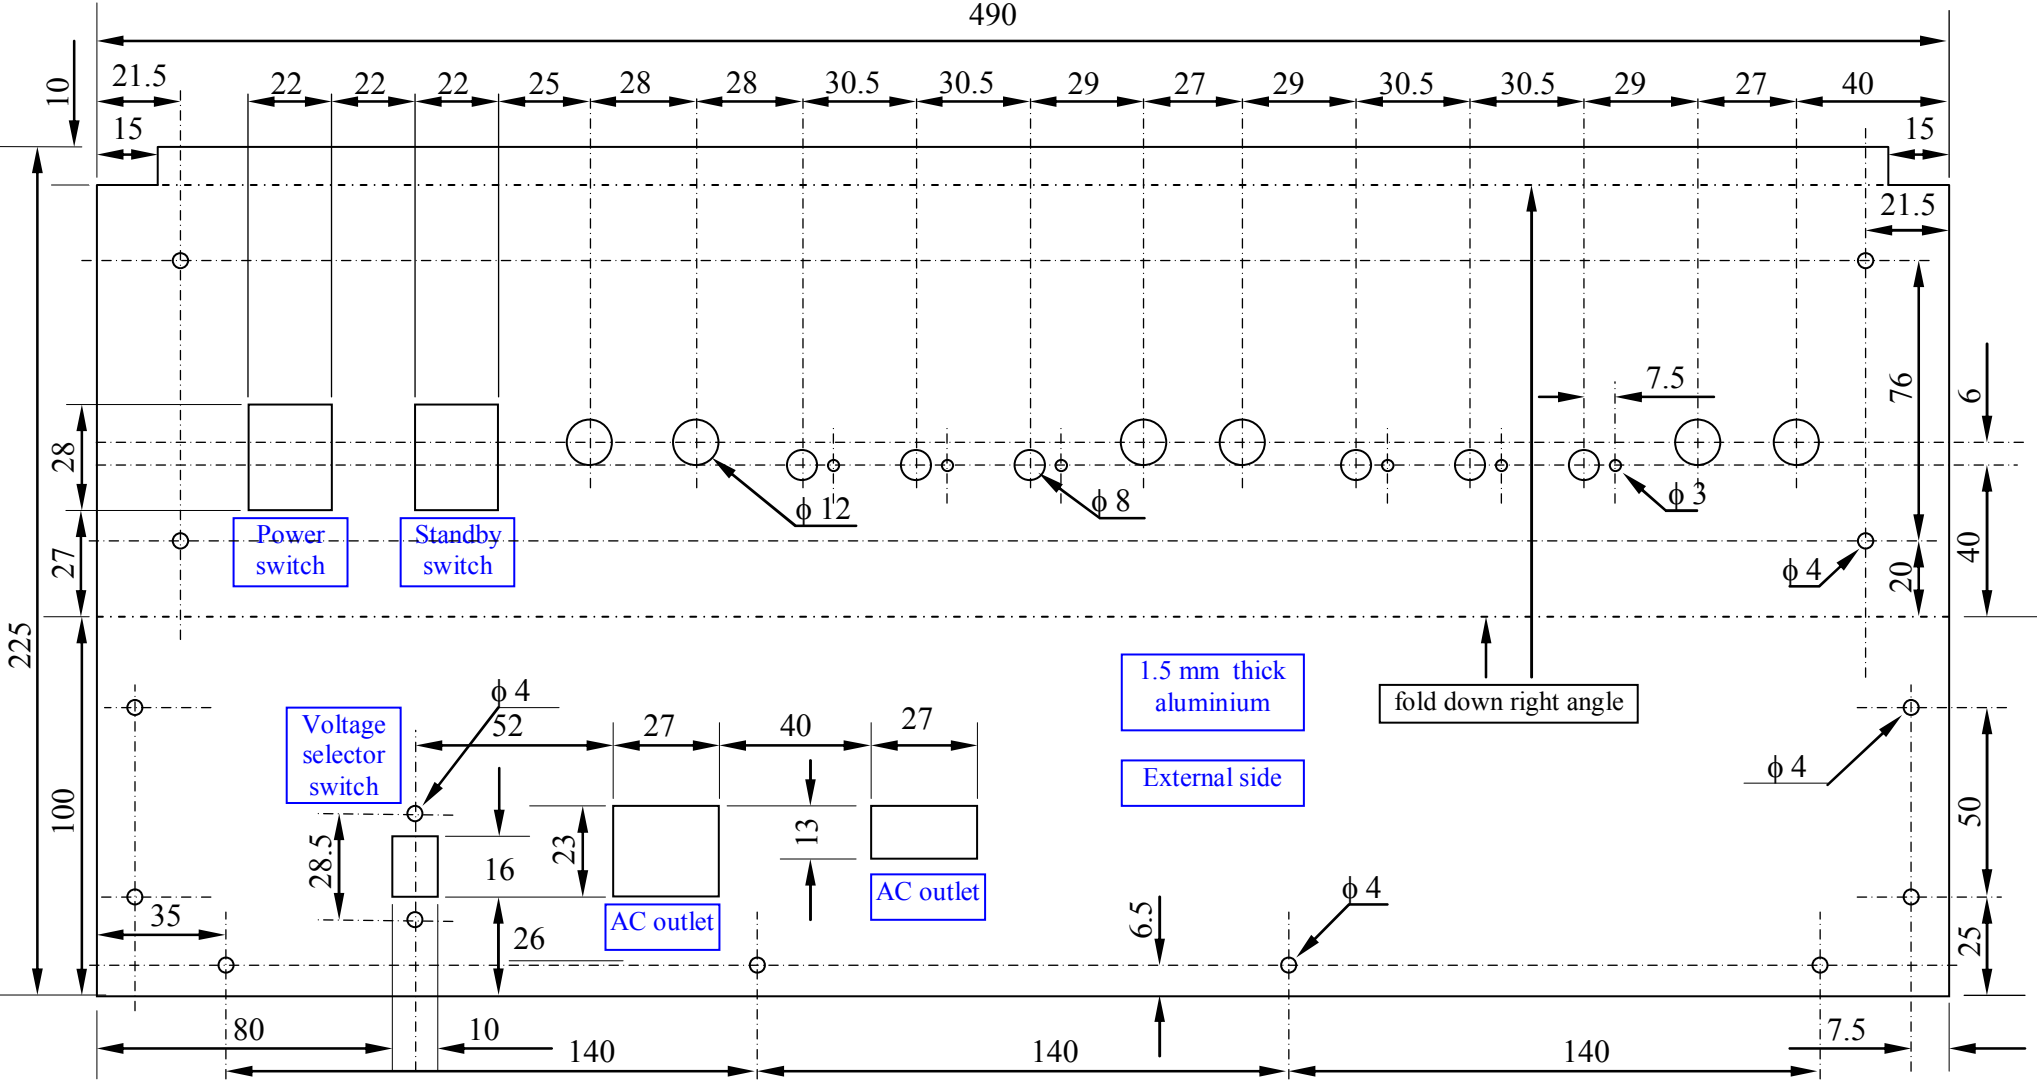 490
21.5
22
22
22
25
28
28
30.5
30.5
29
27
29
30.5
30.5
29
27
40
10
15
15
21.5
7.5
76
6
28
ϕ 12
ϕ 8
ϕ 3
Power
switch
Standby
switch
27
40
20
ϕ 4
225
1.5 mm thick
aluminium
fold down right angle
ϕ 4
Voltage
selector
switch
52
27
40
27
External side
ϕ 4
100
28.5
16
23
13
50
AC outlet
AC outlet
ϕ 4
35
26
6.5
25
80
10
140
140
140
7.5